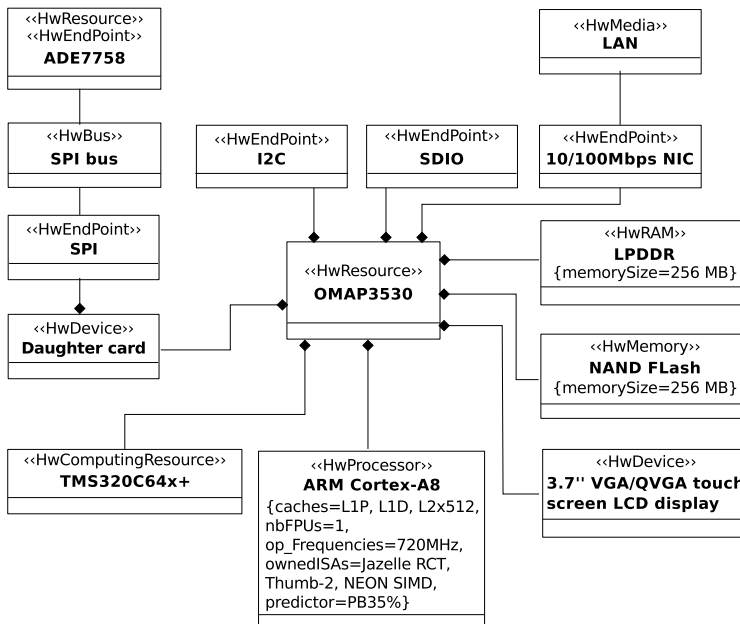 ‹‹HwResource››
‹‹HwEndPoint››
ADE7758
‹‹HwMedia››
LAN
‹‹HwBus››
SPI bus
‹‹HwEndPoint››
I2C
‹‹HwEndPoint››
SDIO
‹‹HwEndPoint››
10/100Mbps NIC
‹‹HwEndPoint››
SPI
‹‹HwResource››
OMAP3530
‹‹HwRAM››
LPDDR
{memorySize=256 MB}
‹‹HwDevice››
Daughter card
‹‹HwMemory››
NAND FLash
{memorySize=256 MB}
‹‹HwComputingResource››
TMS320C64x+
‹‹HwProcessor››
ARM Cortex-A8
{caches=L1P, L1D, L2x512,
nbFPUs=1,
op_Frequencies=720MHz,
ownedISAs=Jazelle RCT,
Thumb-2, NEON SIMD,
predictor=PB35%}
‹‹HwDevice››
3.7'' VGA/QVGA touch
screen LCD display